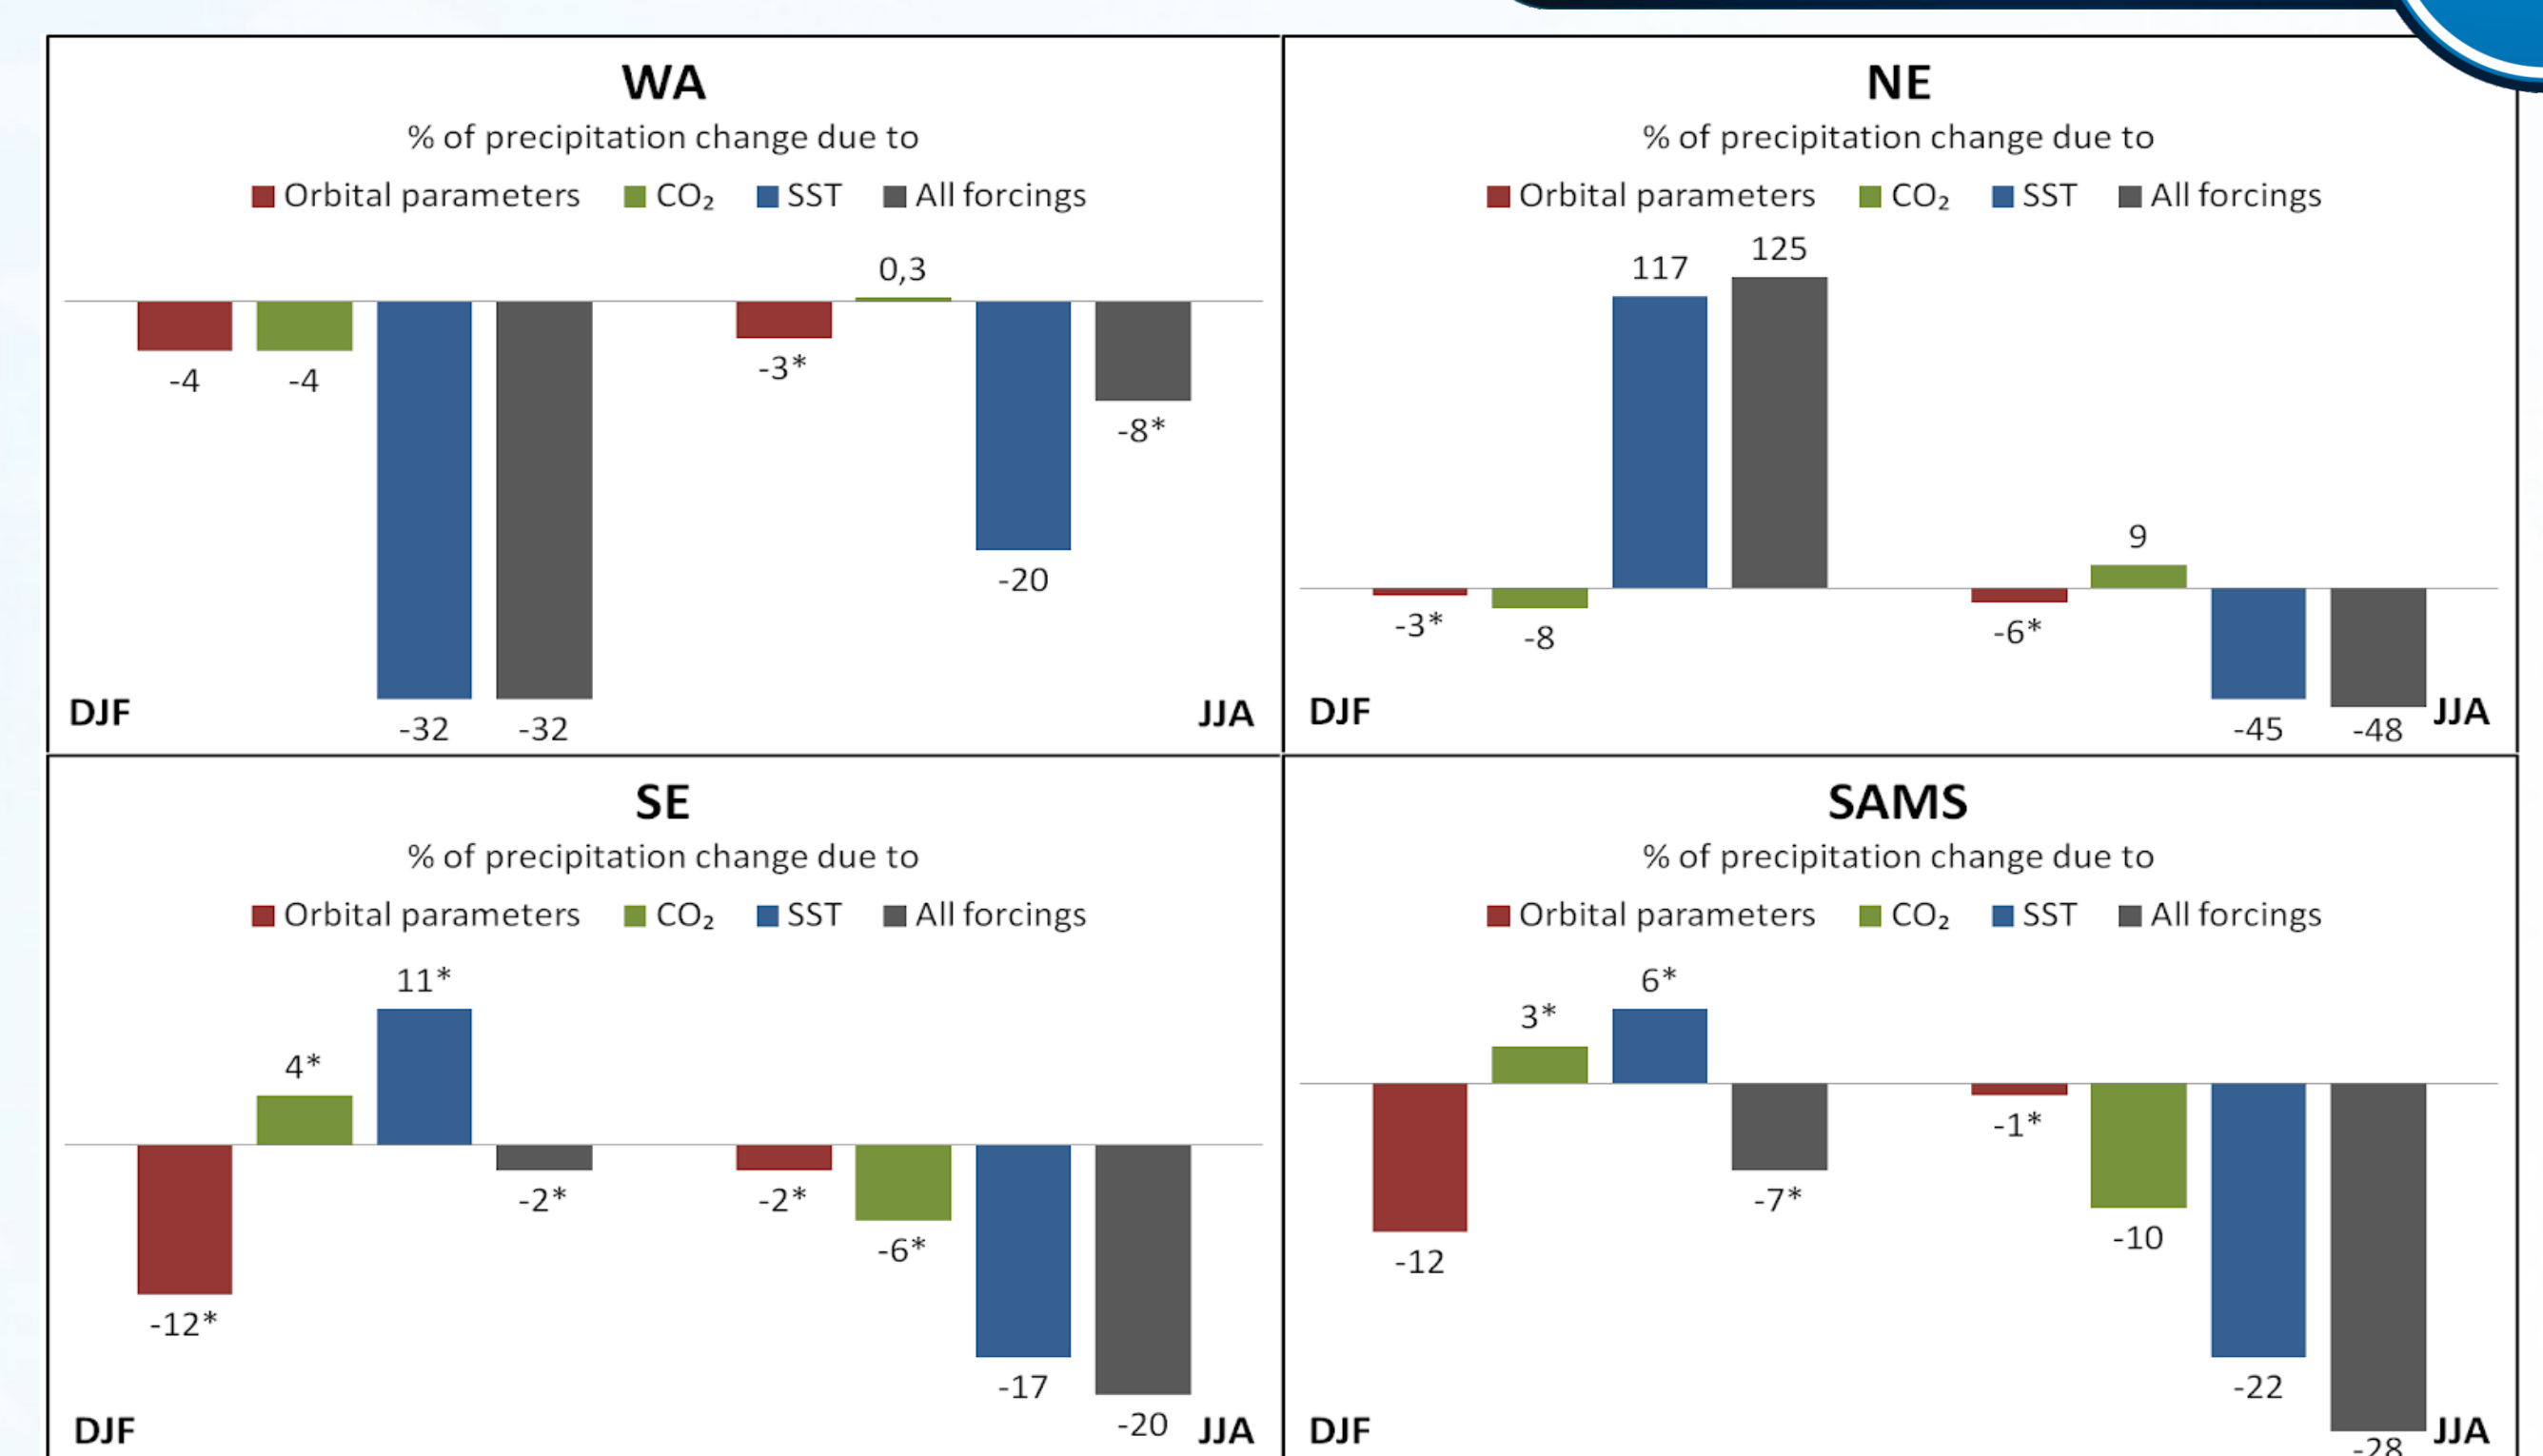 WA
% of precipitation change due to
Orbital parameters CO₂ SST All forcings
0,3
-4 -4 -3* -8*
-20
DJF -32 -32 JJA
NE
% of precipitation change due to
Orbital parameters CO₂ SST All forcings
117 125
9
-3* -8 -6*
DJF -45 -48 JJA
SE
% of precipitation change due to
Orbital parameters CO₂ SST All forcings
11*
4*
-2* -2*
-6*
-12*
-17
DJF -20 JJA
SAMS
% of precipitation change due to
Orbital parameters CO₂ SST All forcings
6*
3*
-1*
-7*
-12 -10
-22
DJF -28 JJA